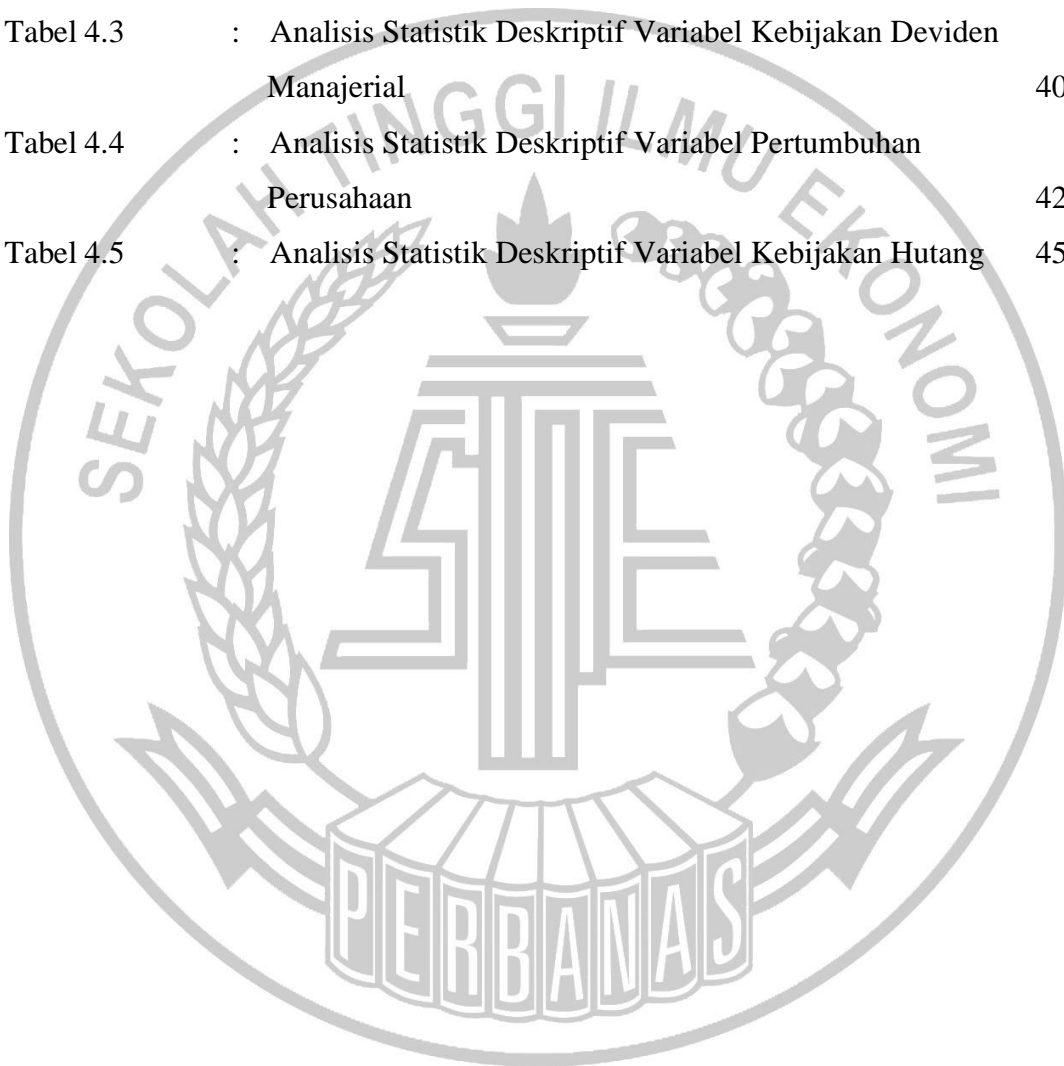 Tabel 4.3 : Analisis Statistik Deskriptif Variabel Kebijakan Deviden
Manajerial 40
Tabel 4.4 : Analisis Statistik Deskriptif Variabel Pertumbuhan
Perusahaan 42
Tabel 4.5 : Analisis Statistik Deskriptif Variabel Kebijakan Hutang 45
SEKOLAH TINGGI ILMU EKONOMI
STIE
PERBANAS